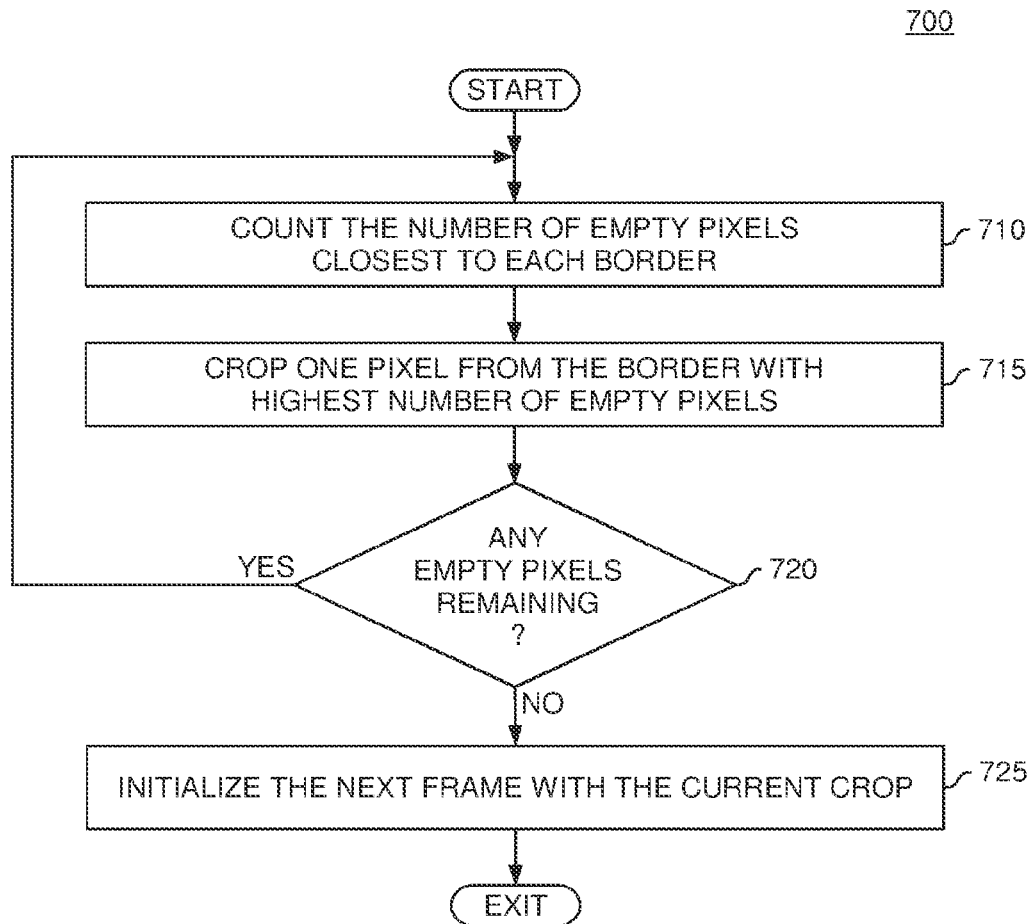 700
START
COUNT THE NUMBER OF EMPTY PIXELS
CLOSEST TO EACH BORDER
710
CROP ONE PIXEL FROM THE BORDER WITH
HIGHEST NUMBER OF EMPTY PIXELS
715
ANY
EMPTY PIXELS
REMAINING
?
YES
720
NO
INITIALIZE THE NEXT FRAME WITH THE CURRENT CROP
725
EXIT